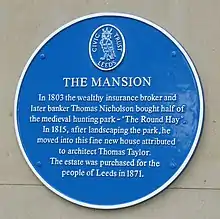 CIVIC TRUST
LEEDS
THE MANSION
In 1803 the wealthy insurance broker and
later banker Thomas Nicholson bought half of
the medieval hunting park – 'The Round Hay'.
In 1815, after landscaping the park, he
moved into this fine new house attributed
to architect Thomas Taylor.
The estate was purchased for the
people of Leeds in 1871.